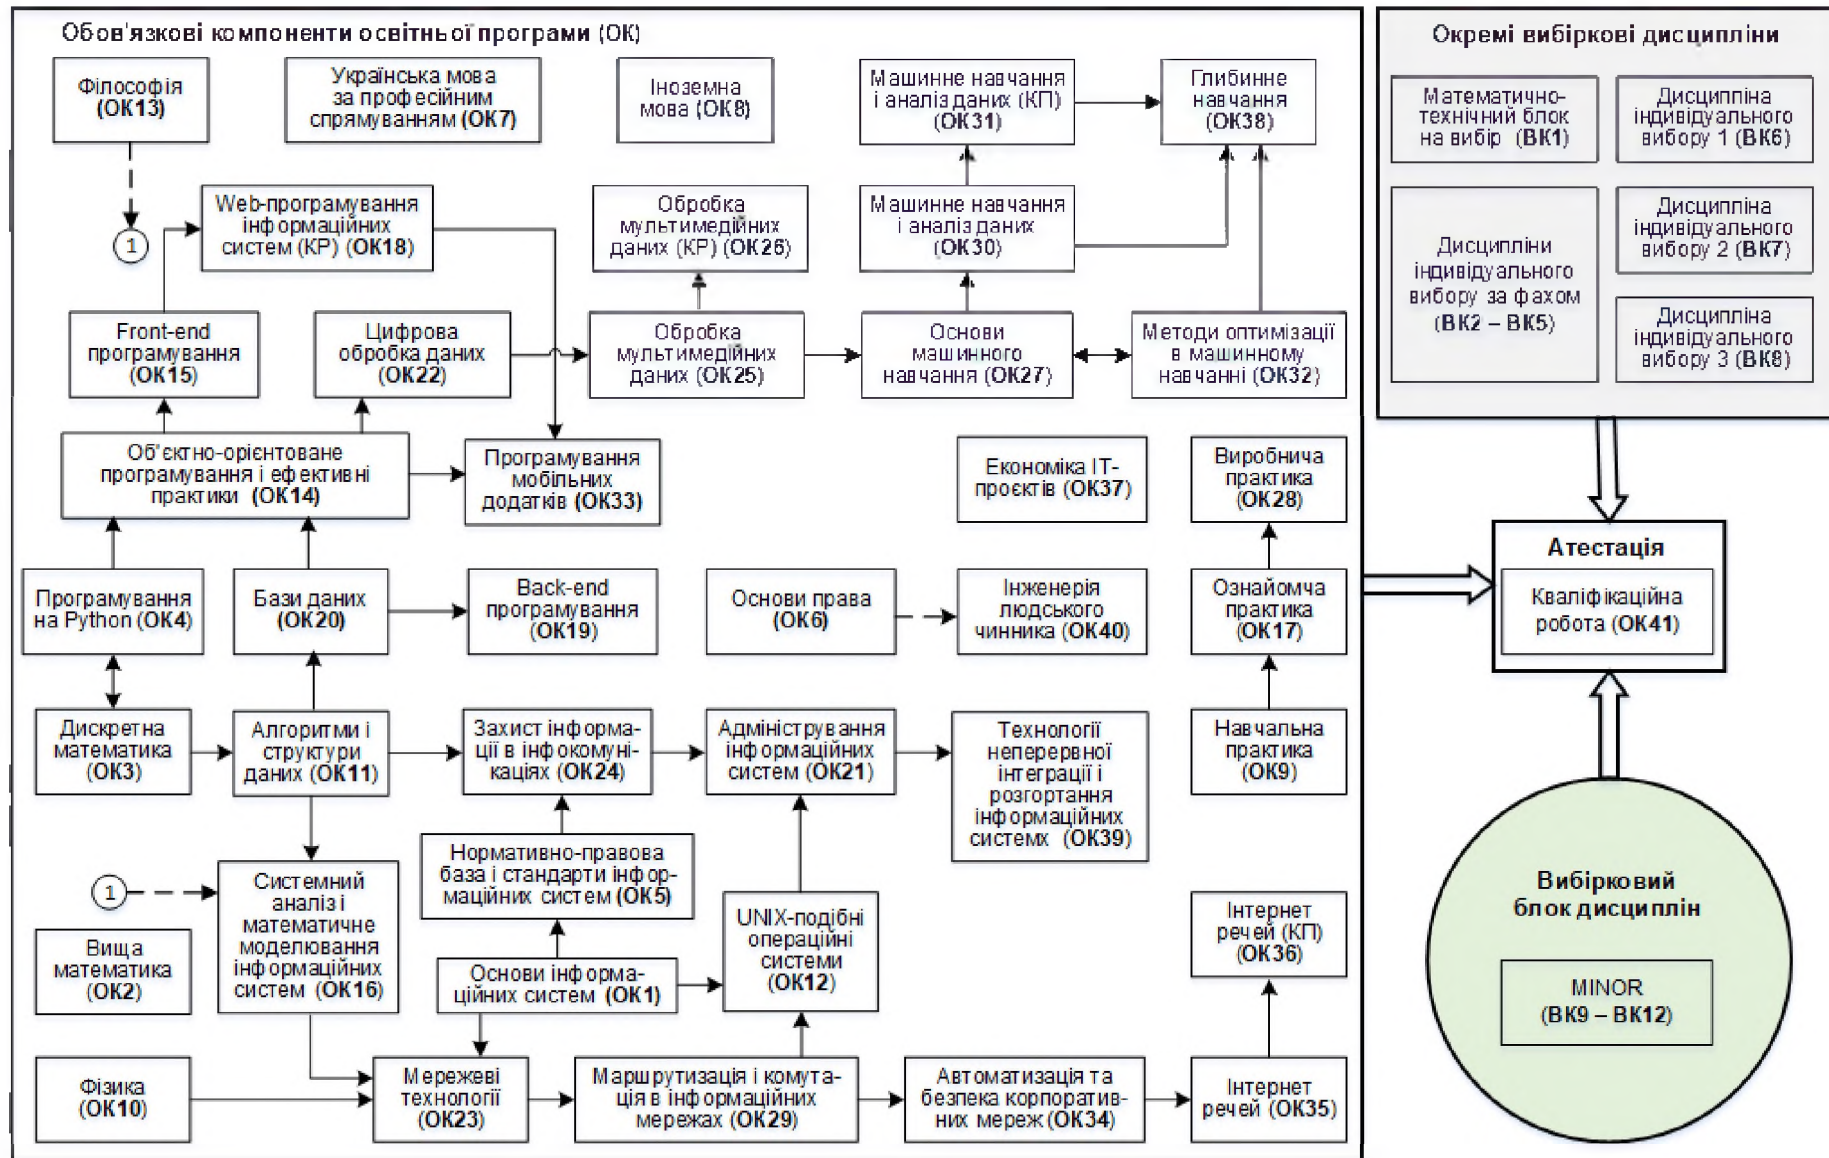 Обов'язкові компоненти освітньої програми (ОК)
Філософія
(ОК13)
Українська мова
за професійним
спрямуванням (ОК7)
Іноземна
мова (ОК8)
Машинне навчання
і аналіз даних (КП)
(ОК31)
Глибинне
навчання
(ОК38)
1
Web-програмування
інформаційних
систем (КР) (ОК18)
Обробка
мультимедійних
даних (КР) (ОК26)
Машинне навчання
і аналіз даних
(ОК30)
Front-end
програмування
(ОК15)
Цифрова
обробка даних
(ОК22)
Обробка
мультимедійних
даних (ОК25)
Основи
машинного
навчання (ОК27)
Методи оптимізації
в машинному
навчанні (ОК32)
Об'єктно-орієнтоване
програмування і ефективні
практики (ОК14)
Програмування
мобільних
додатків (ОК33)
Економіка ІТ-
проєктів (ОК37)
Виробнича
практика
(ОК28)
Програмування
на Python (ОК4)
Бази даних
(ОК20)
Back-end
програмування
(ОК19)
Основи права
(ОК6)
Інженерія
людського
чинника (ОК40)
Ознайомча
практика
(ОК17)
Дискретна
математика
(ОК3)
Алгоритми і
структури
даних (ОК11)
Захист інформа-
ції в інфокомуні-
каціях (ОК24)
Адміністрування
інформаційних
систем (ОК21)
Технології
неперервної
інтеграції і
розгортання
інформаційних
системх (ОК39)
Навчальна
практика
(ОК9)
1
Системний
аналіз і
математичне
моделювання
інформаційних
систем (ОК16)
Нормативно-правова
база і стандарти інфор-
маційних систем (ОК5)
UNIX-подібні
операційні
системи
(ОК12)
Інтернет
речей (КП)
(ОК36)
Вища
математика
(ОК2)
Основи інформа-
ційних систем (ОК1)
Фізика
(ОК10)
Мережеві
технології
(ОК23)
Маршрутизація і комута-
ція в інформаційних
мережах (ОК29)
Автоматизація та
безпека корпоратив-
них мереж (ОК34)
Інтернет
речей (ОК35)
Окремі вибіркові дисципліни
Математично-
технічний блок
на вибір (ВК1)
Дисципліна
індивідуального
вибору 1 (ВК6)
Дисципліни
індивідуального
вибору за фахом
(ВК2 – ВК5)
Дисципліна
індивідуального
вибору 2 (ВК7)
Дисципліна
індивідуального
вибору 3 (ВК8)
Атестація
Кваліфікаційна
робота (ОК41)
Вибірковий
блок дисциплін
MINOR
(ВК9 – ВК12)